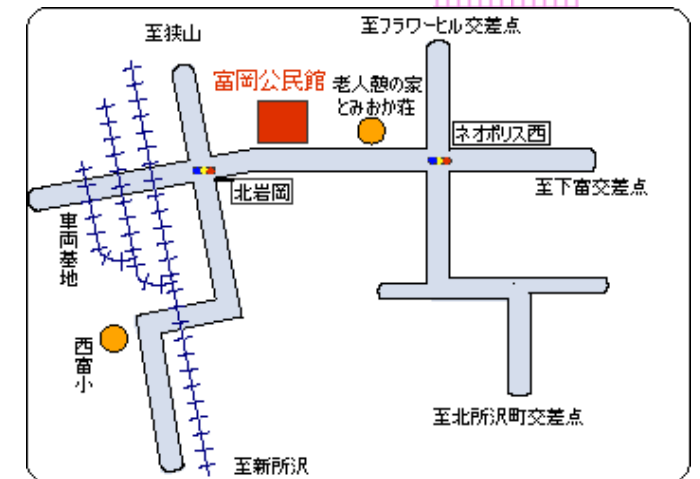 至狭山
至フラワーヒル交差点
富岡公民館
老人憩の家
とみおか荘
ネオポリス西
至下富交差点
北岩岡
車両基地
西富小
至北所沢町交差点
至新所沢